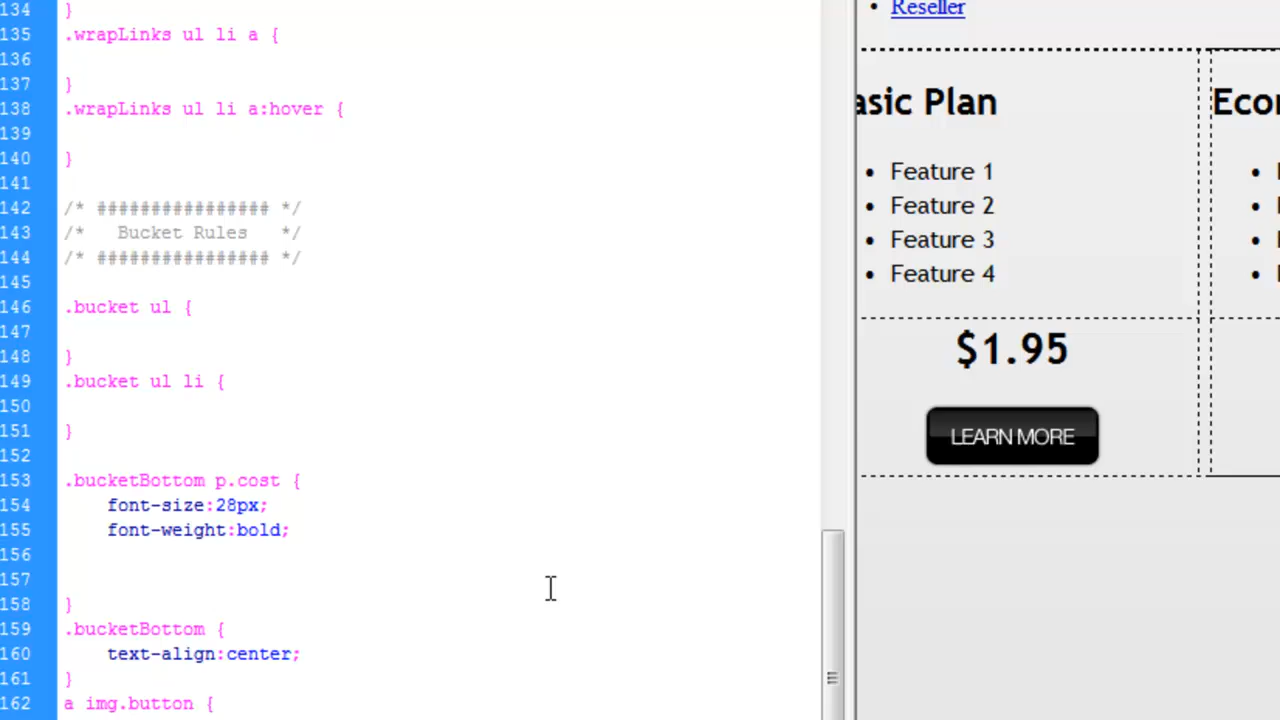 134 }
135 .wrapLinks ul li a {
136
137 }
138 .wrapLinks ul li a:hover {
139
140 }
141
142 /* ################ */
143 /* Bucket Rules */
144 /* ################ */
145
146 .bucket ul {
147
148 }
149 .bucket ul li {
150
151 }
152
153 .bucketBottom p.cost {
154 font-size:28px;
155 font-weight:bold;
156
157
158 }
159 .bucketBottom {
160 text-align:center;
161 }
162 a img.button {
• Reseller
asic Plan
• Feature 1
• Feature 2
• Feature 3
• Feature 4
$1.95
LEARN MORE
Econ